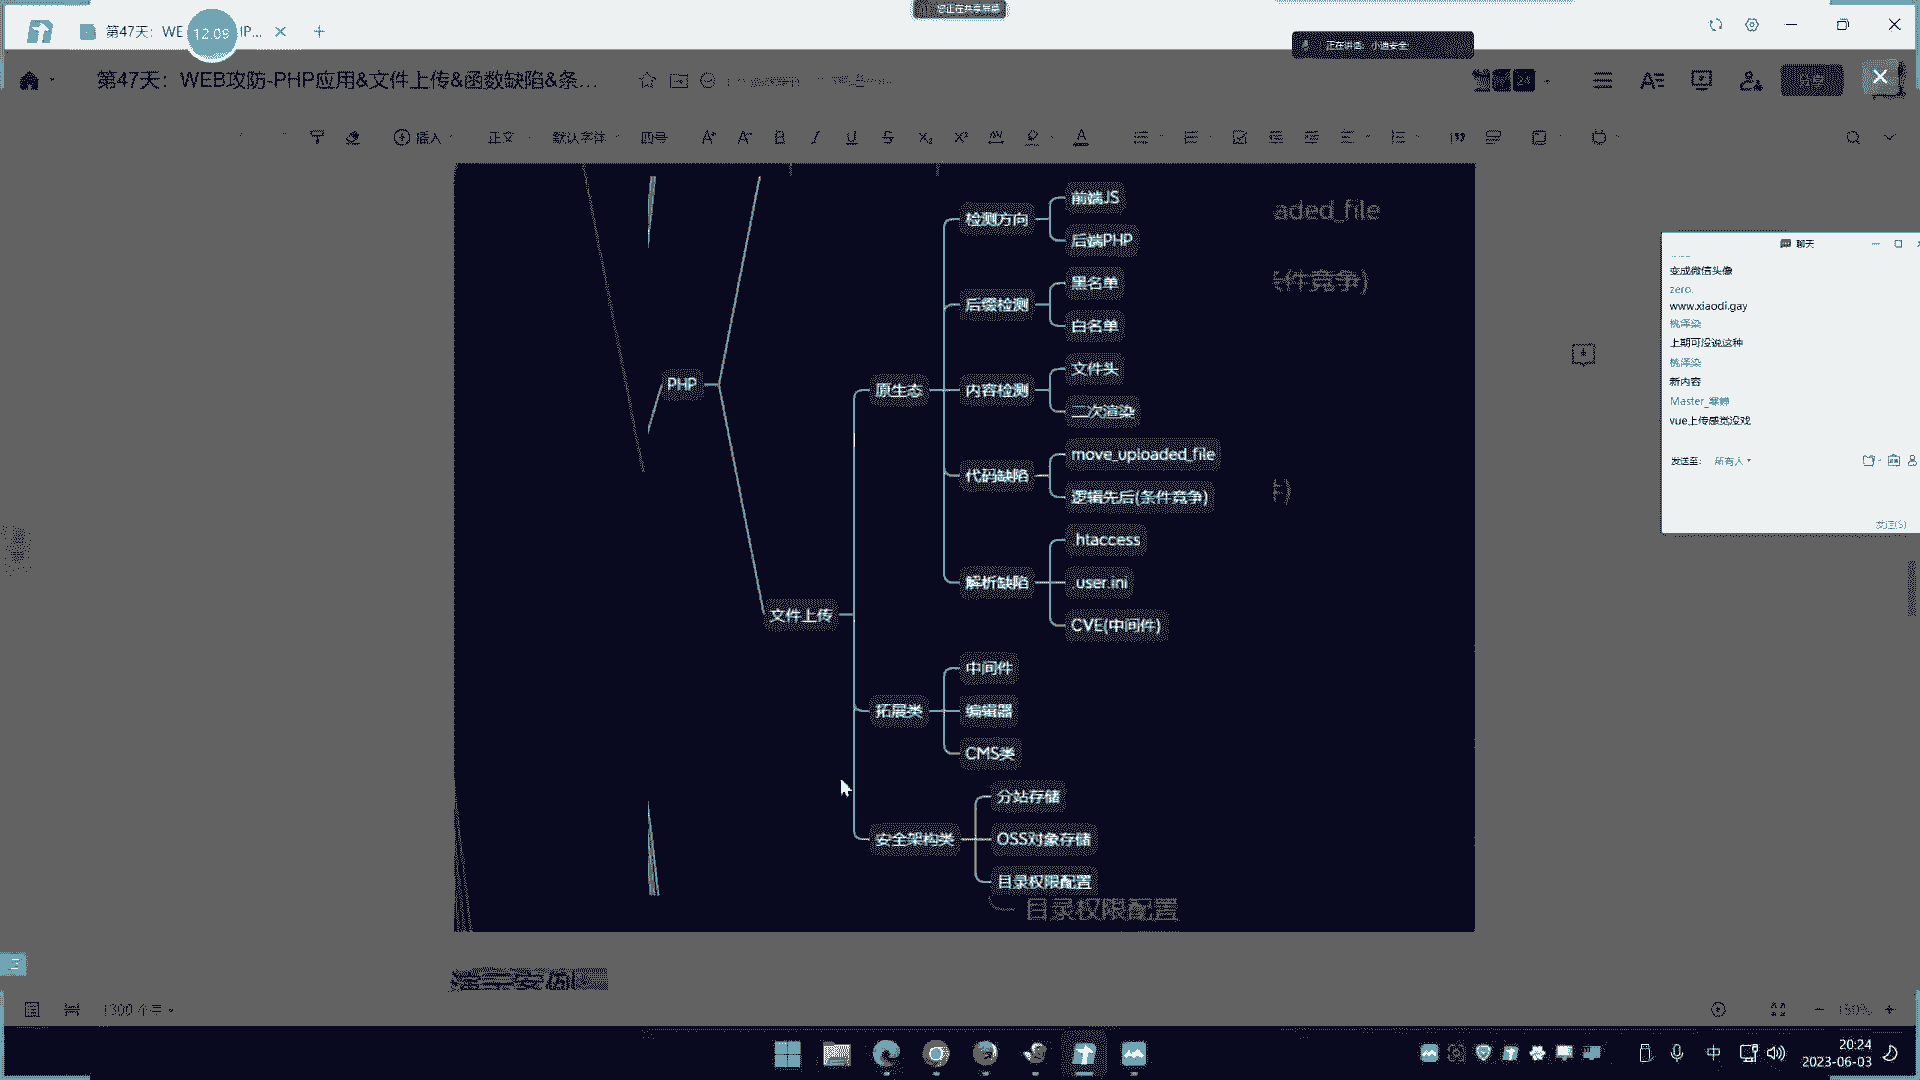 您正在共享屏幕
第47天：WE
IP...
12:09
正在讲话: 小迪安全
第47天：WEB攻防-PHP应用&文件上传&函数缺陷&条...
24
插入
正文
默认字体
四号
前端JS
检测方向
后端PHP
aded_file
黑名单
后缀检测
白名单
件竞争)
文件头
PHP
原生态
内容检测
二次渲染
move_uploaded_file
代码缺陷
逻辑先后(条件竞争)
.htaccess
解析缺陷
.user.ini
CVE(中间件)
文件上传
中间件
拓展类
编辑器
CMS类
分站存储
安全架构类
OSS对象存储
目录权限配置
目录权限配置
聊天
变成微信头像
zero.
www.xiaodi.gay
桃泽染
上期可没说这种
桃泽染
新内容
vue上传感觉没戏
发送至:
所有人
发送(S)
1300 个字
180%
中
20:24
2023-06-03